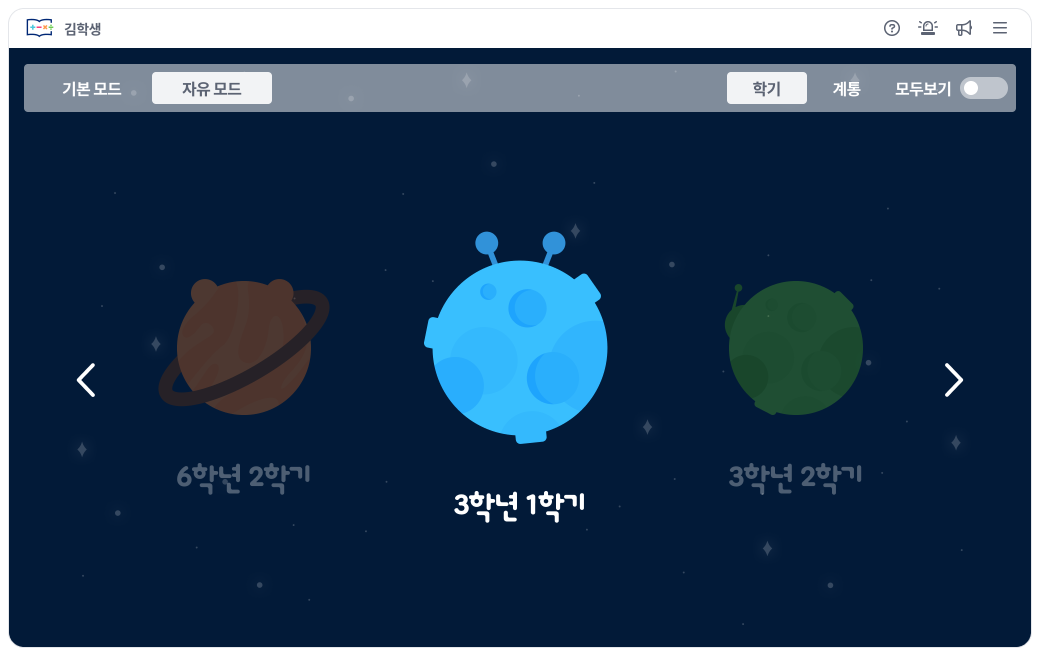 김학생
기본 모드 자유 모드 학기 계통 모두보기
6학년 2학기 3학년 1학기 3학년 2학기